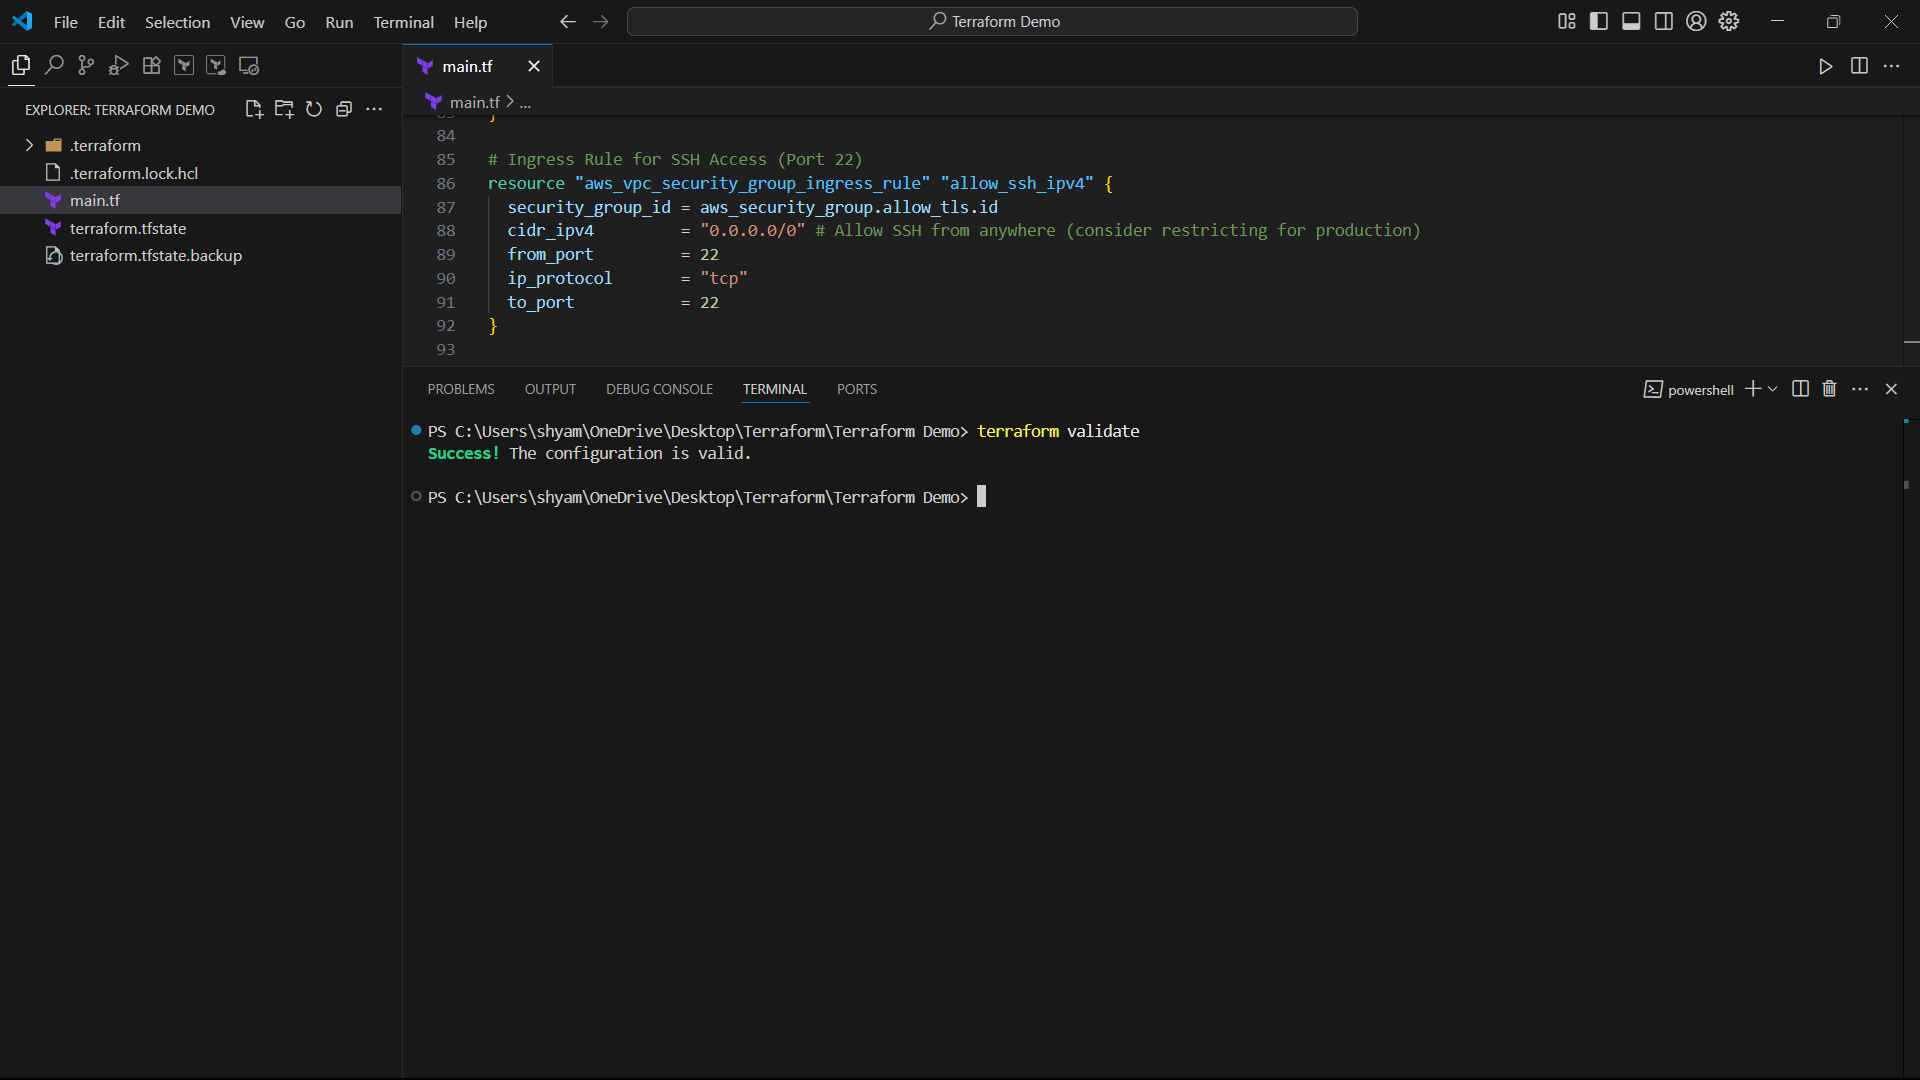 File Edit Selection View Go Run Terminal Help
Terraform Demo
EXPLORER: TERRAFORM DEMO
.terraform
.terraform.lock.hcl
main.tf
terraform.tfstate
terraform.tfstate.backup
main.tf
main.tf > ...
84
85 # Ingress Rule for SSH Access (Port 22)
86 resource "aws_vpc_security_group_ingress_rule" "allow_ssh_ipv4" {
87 security_group_id = aws_security_group.allow_tls.id
88 cidr_ipv4 = "0.0.0.0/0" # Allow SSH from anywhere (consider restricting for production)
89 from_port = 22
90 ip_protocol = "tcp"
91 to_port = 22
92 }
93
PROBLEMS OUTPUT DEBUG CONSOLE TERMINAL PORTS
powershell
PS C:\Users\shyam\OneDrive\Desktop\Terraform\Terraform Demo> terraform validate
Success! The configuration is valid.
PS C:\Users\shyam\OneDrive\Desktop\Terraform\Terraform Demo>